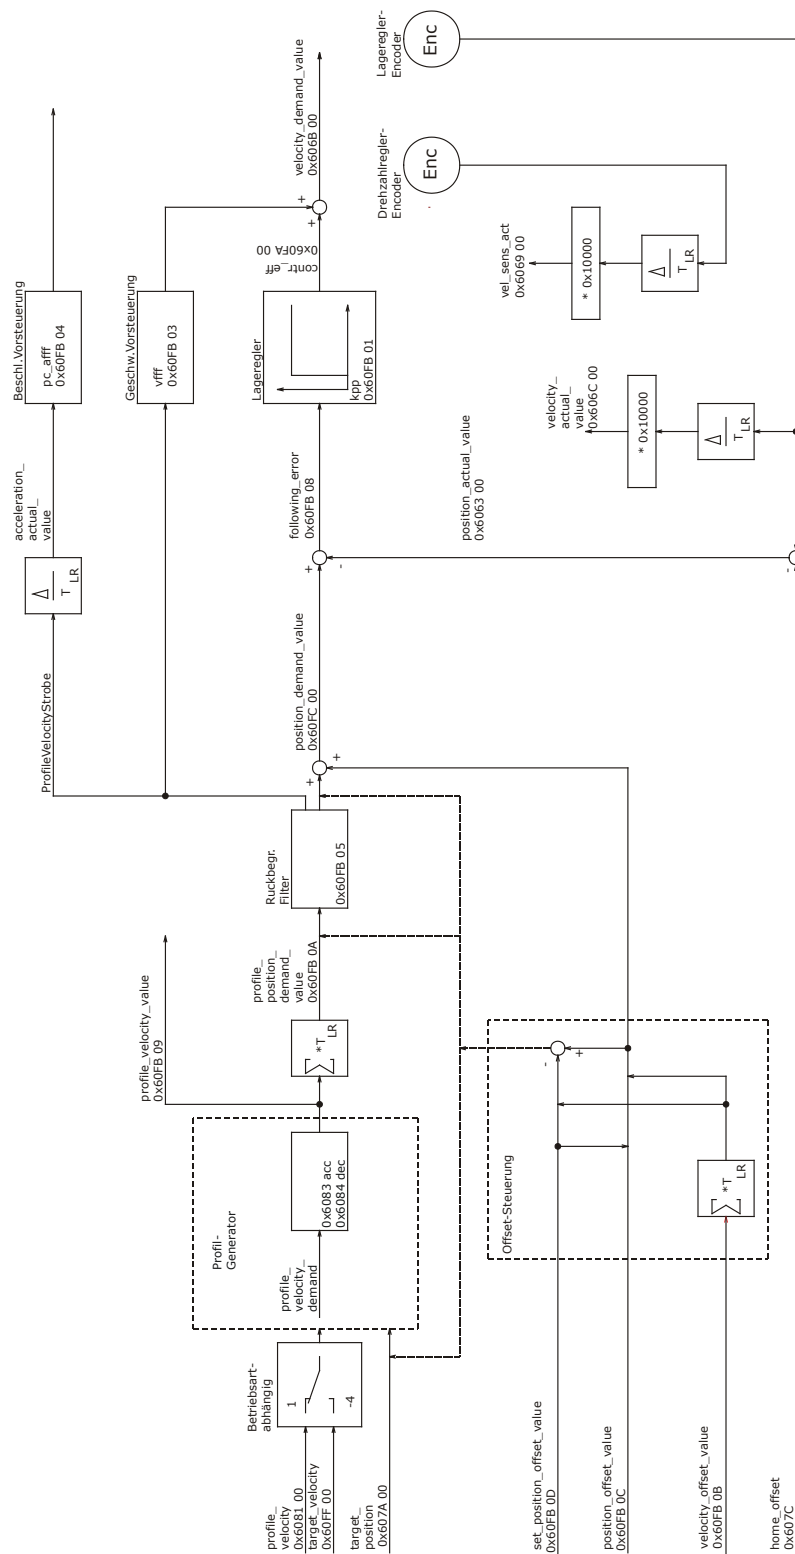 profile_
velocity
0x6081 00
target_velocity
0x60FF 00
target_
position
0x607A 00
set_position_offset_value
0x60FB 0D
position_offset_value
0x60FB 0C
velocity_offset_value
0x60FB 0B
home_offset
0x607C
Betriebsart-
abhängig
1
-4
Profil-
Generator
profile_
velocity_
demand
0x6083 acc
0x6084 dec
profile_velocity_value
0x60FB 09
∑ *T LR
profile_
position_
demand_
value
0x60FB 0A
Offset-Steuerung
∑ *T LR
-
+
Ruckbegr.
Filter
0x60FB 05
+
+
ProfileVelocityStrobe
position_demand_value
0x60FC 00
Δ
T LR
acceleration_
actual_
value
+
-
following_error
0x60FB 08
position_actual_value
0x6063 00
-
-
Beschl.Vorsteuerung
pc_afff
0x60FB 04
Geschw.Vorsteuerung
vfff
0x60FB 03
Lageregler
kpp
0x60FB 01
contr_eff
0x60FA 00
+
+
velocity_demand_value
0x606B 00
velocity_
actual_
value
0x606C 00
* 0x10000
Δ
T LR
vel_sens_act
0x6069 00
* 0x10000
Δ
T LR
Drehzahlregler-
Encoder
Enc
Lageregler-
Encoder
Enc